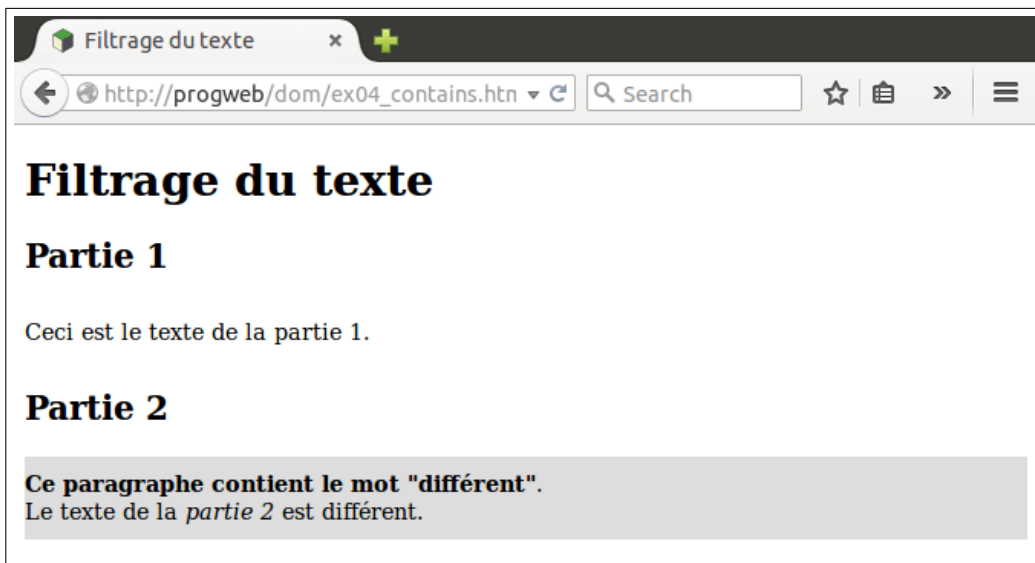 Filtrage du texte
http://progweb/dom/ex04_contains.htn
Search
Filtrage du texte
Partie 1
Ceci est le texte de la partie 1.
Partie 2
Ce paragraphe contient le mot "différent".
Le texte de la partie 2 est différent.